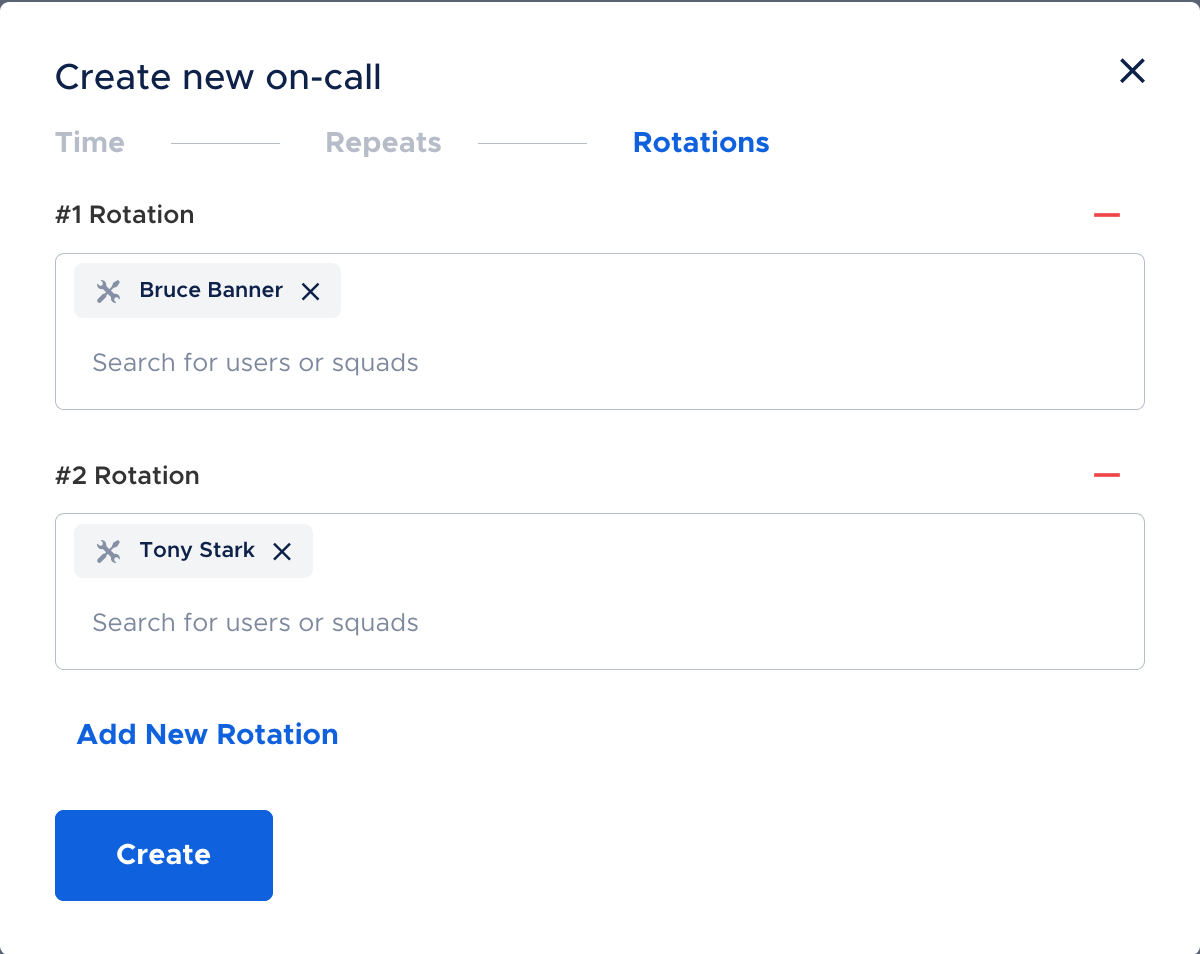 Create new on-call
Time Repeats Rotations
#1 Rotation
Bruce Banner
Search for users or squads
#2 Rotation
Tony Stark
Search for users or squads
Add New Rotation
Create